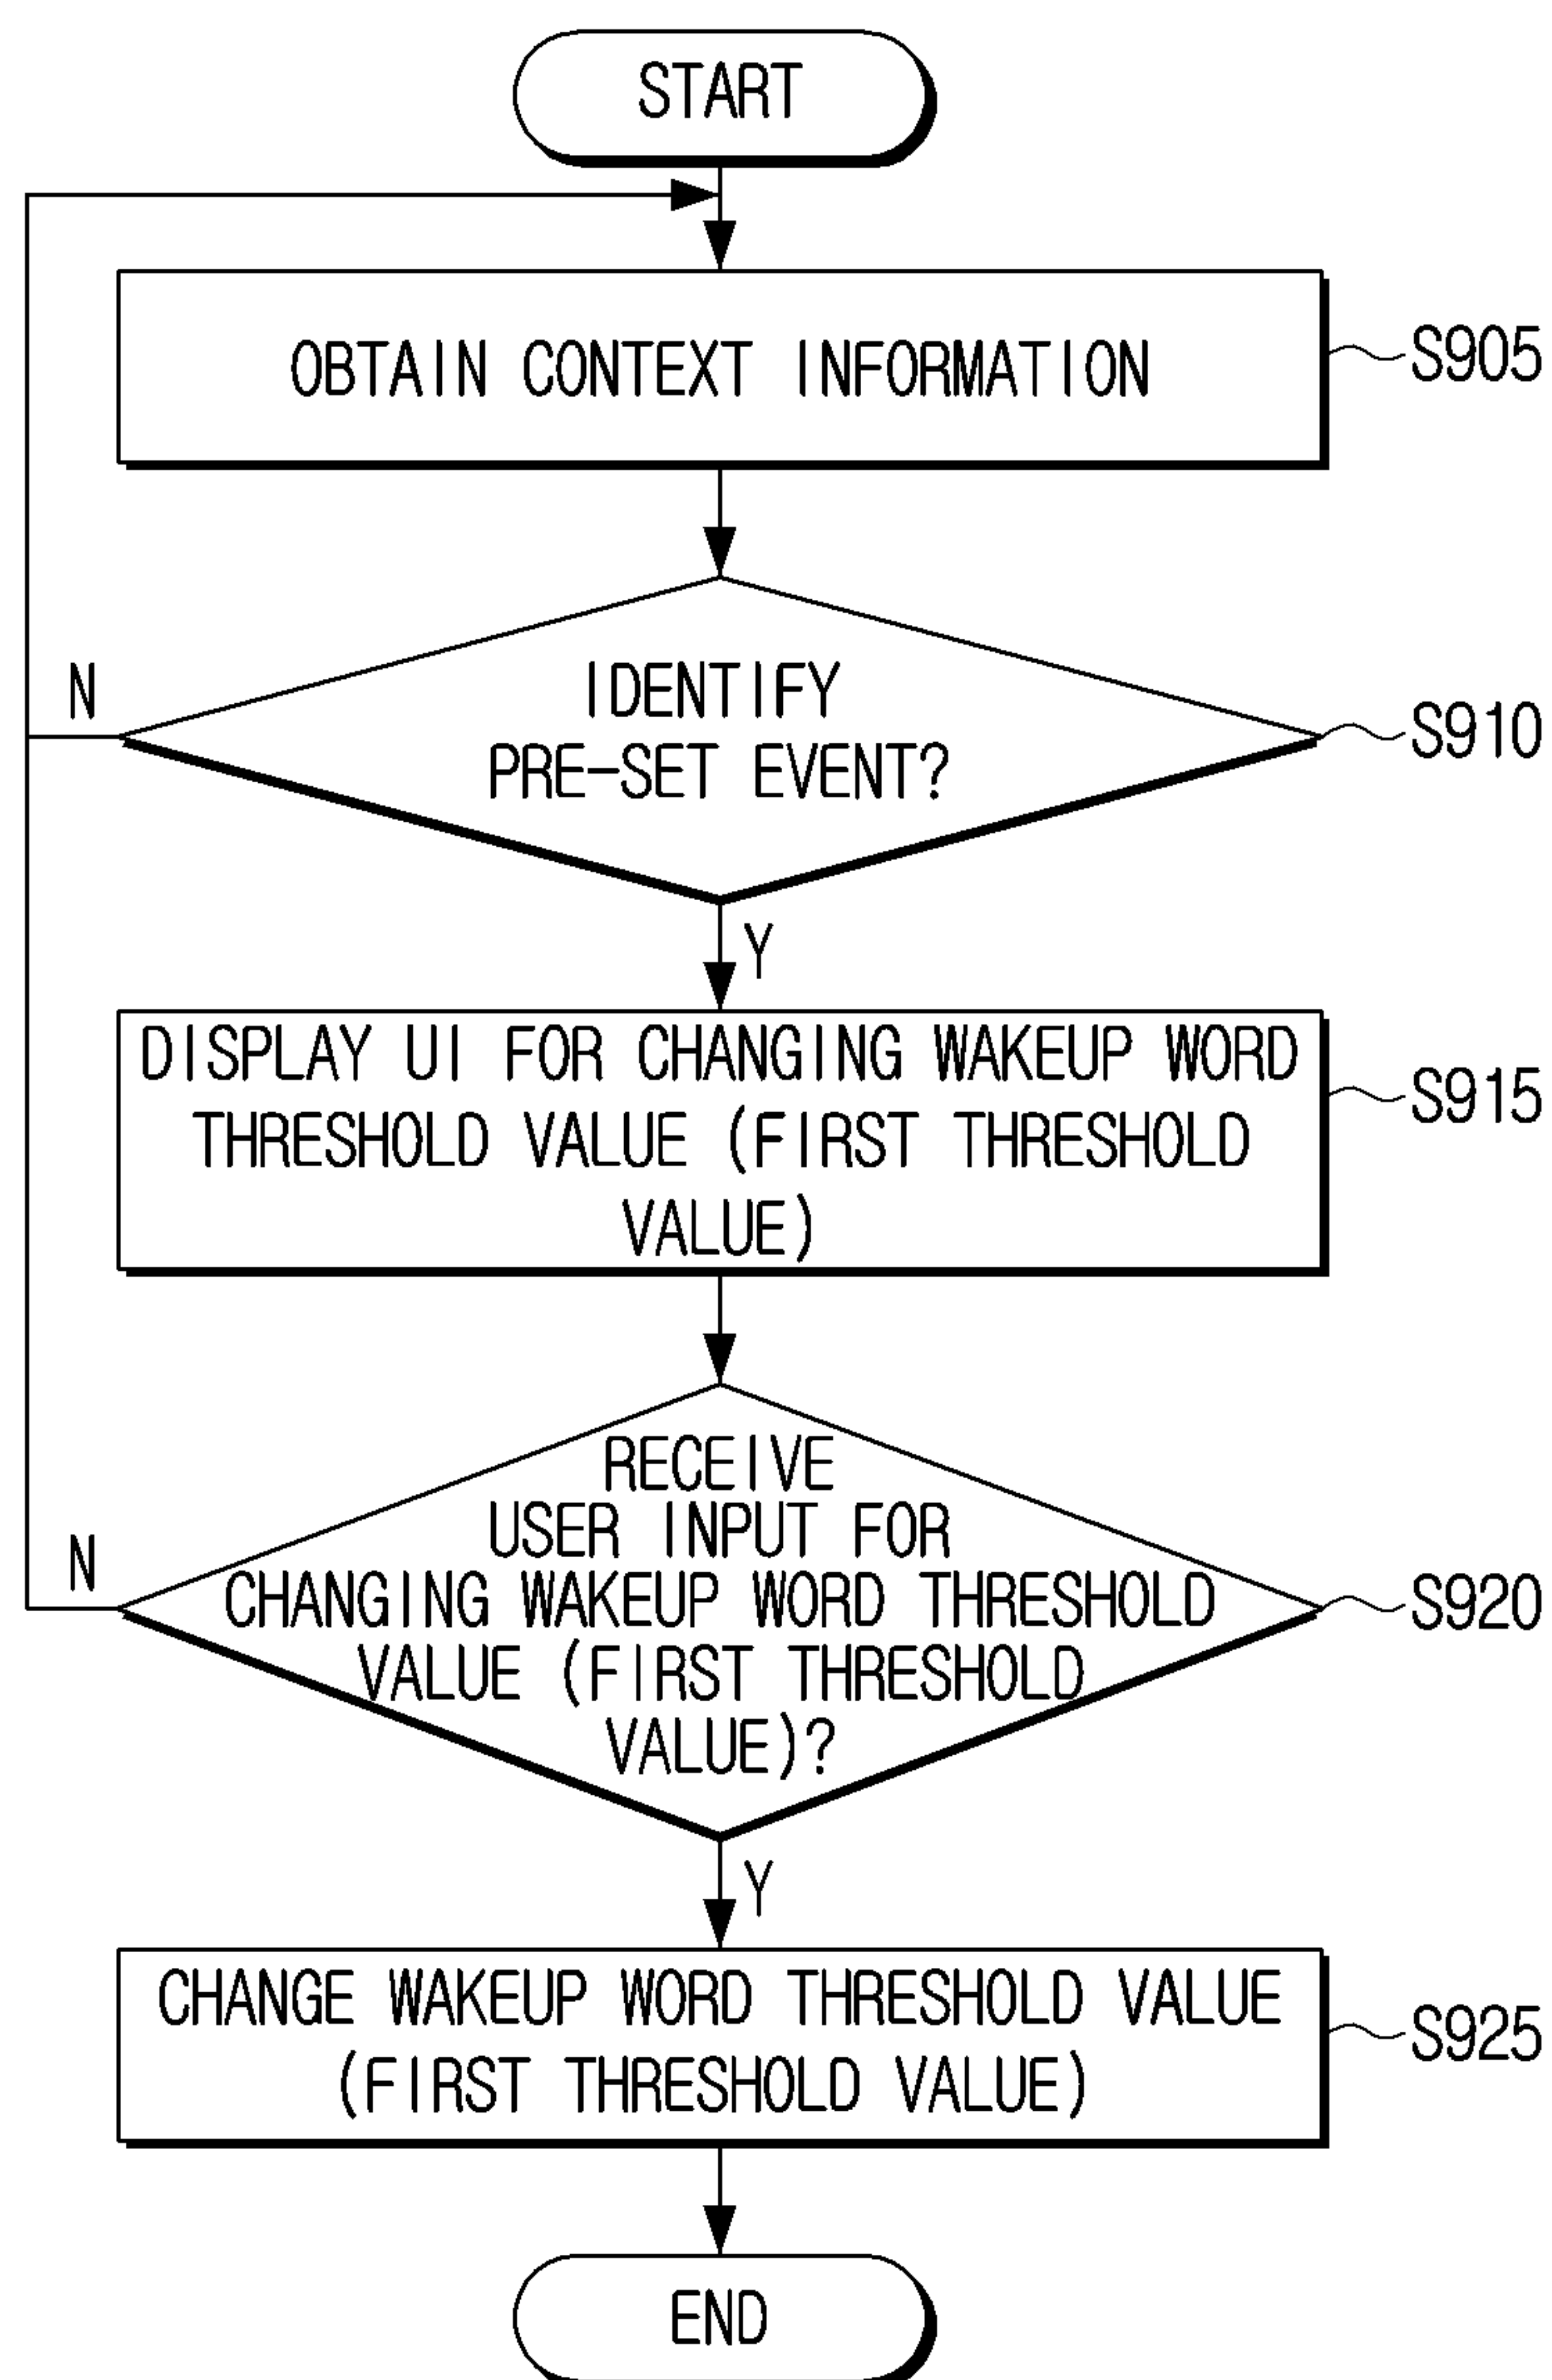 START
OBTAIN CONTEXT INFORMATION
S905
IDENTIFY
PRE-SET EVENT?
N
S910
Y
DISPLAY UI FOR CHANGING WAKEUP WORD
THRESHOLD VALUE (FIRST THRESHOLD
VALUE)
S915
RECEIVE
USER INPUT FOR
CHANGING WAKEUP WORD THRESHOLD
VALUE (FIRST THRESHOLD
VALUE)?
N
S920
Y
CHANGE WAKEUP WORD THRESHOLD VALUE
(FIRST THRESHOLD VALUE)
S925
END